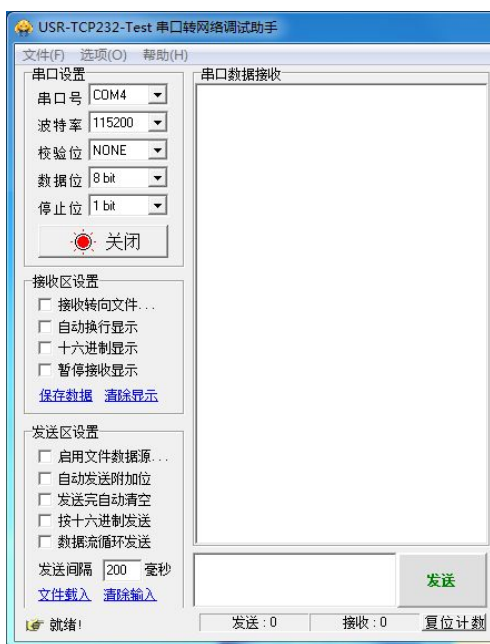 USR-TCP232-Test 串口转网络调试助手
文件(F) 选项(O) 帮助(H)
串口设置
串口号 COM4
波特率 115200
校验位 NONE
数据位 8 bit
停止位 1 bit
关闭
接收区设置
接收转向文件...
自动换行显示
十六进制显示
暂停接收显示
保存数据 清除显示
发送区设置
启用文件数据源...
自动发送附加位
发送完自动清空
按十六进制发送
数据流循环发送
发送间隔 200 毫秒
文件载入 清除输入
串口数据接收
发送
就绪!
发送 : 0
接收 : 0
复位计数